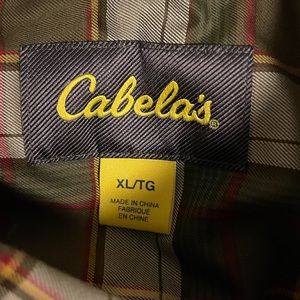 Cabela's®
XL/TG
MADE IN CHINA
FABRIQUÉ
EN CHINE